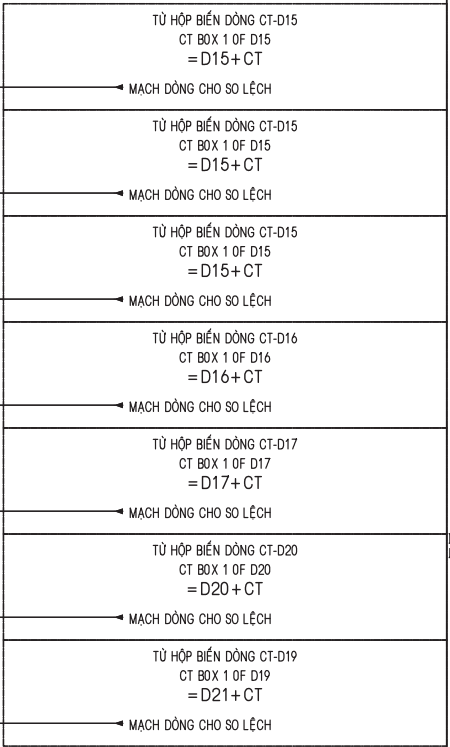 TỪ HỘP BIẾN DÒNG CT-D15
CT BOX 1 OF D15
=D15+CT
MẠCH DÒNG CHO SO LỆCH
TỪ HỘP BIẾN DÒNG CT-D15
CT BOX 1 OF D15
=D15+CT
MẠCH DÒNG CHO SO LỆCH
TỪ HỘP BIẾN DÒNG CT-D15
CT BOX 1 OF D15
=D15+CT
MẠCH DÒNG CHO SO LỆCH
TỪ HỘP BIẾN DÒNG CT-D16
CT BOX 1 OF D16
=D16+CT
MẠCH DÒNG CHO SO LỆCH
TỪ HỘP BIẾN DÒNG CT-D17
CT BOX 1 OF D17
=D17+CT
MẠCH DÒNG CHO SO LỆCH
TỪ HỘP BIẾN DÒNG CT-D20
CT BOX 1 OF D20
=D20+CT
MẠCH DÒNG CHO SO LỆCH
TỪ HỘP BIẾN DÒNG CT-D19
CT BOX 1 OF D19
=D21+CT
MẠCH DÒNG CHO SO LỆCH